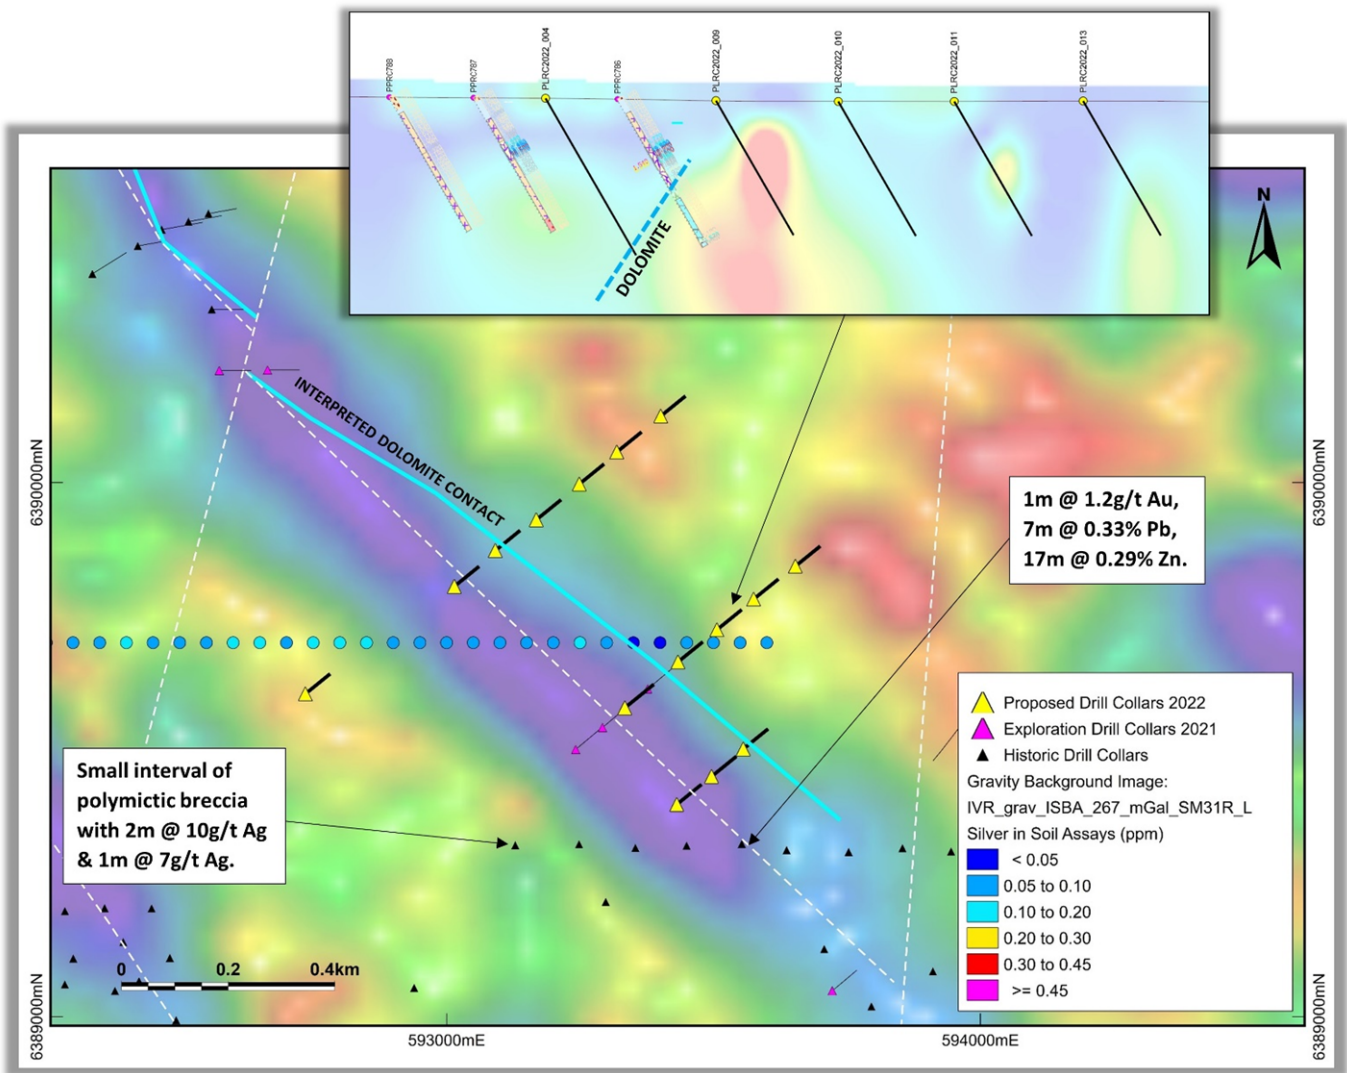 PPRC788
PPRC787
PLRC2022_004
PPRC786
PLRC2022_009
PLRC2022_010
PLRC2022_011
PLRC2022_013
DOLOMITE
N
INTERPRETED DOLOMITE CONTACT
6390000mN
6390000mN
1m @ 1.2g/t Au,
7m @ 0.33% Pb,
17m @ 0.29% Zn.
Small interval of
polymictic breccia
with 2m @ 10g/t Ag
& 1m @ 7g/t Ag.
Proposed Drill Collars 2022
Exploration Drill Collars 2021
Historic Drill Collars
Gravity Background Image:
IVR_grav_ISBA_267_mGal_SM31R_L
Silver in Soil Assays (ppm)
< 0.05
0.05 to 0.10
0.10 to 0.20
0.20 to 0.30
0.30 to 0.45
>= 0.45
0 0.2 0.4km
6389000mN
6389000mN
593000mE
594000mE